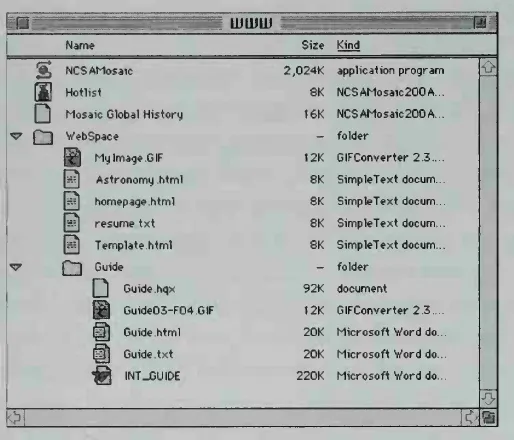 WWW
Name Size Kind
NCSAMosaic 2,024K application program
Hotlist 8K NCSAMosaic200A...
Mosaic Global History 16K NCSAMosaic200A...
WebSpace – folder
MyImage.GIF 12K GIFConverter 2.3....
Astronomy.html 8K SimpleText docum...
homepage.html 8K SimpleText docum...
resume.txt 8K SimpleText docum...
Template.html 8K SimpleText docum...
Guide – folder
Guide.hqx 92K document
Guide03-F04.GIF 12K GIFConverter 2.3....
Guide.html 20K Microsoft Word do...
Guide.txt 20K Microsoft Word do...
INT_GUIDE 220K Microsoft Word do...